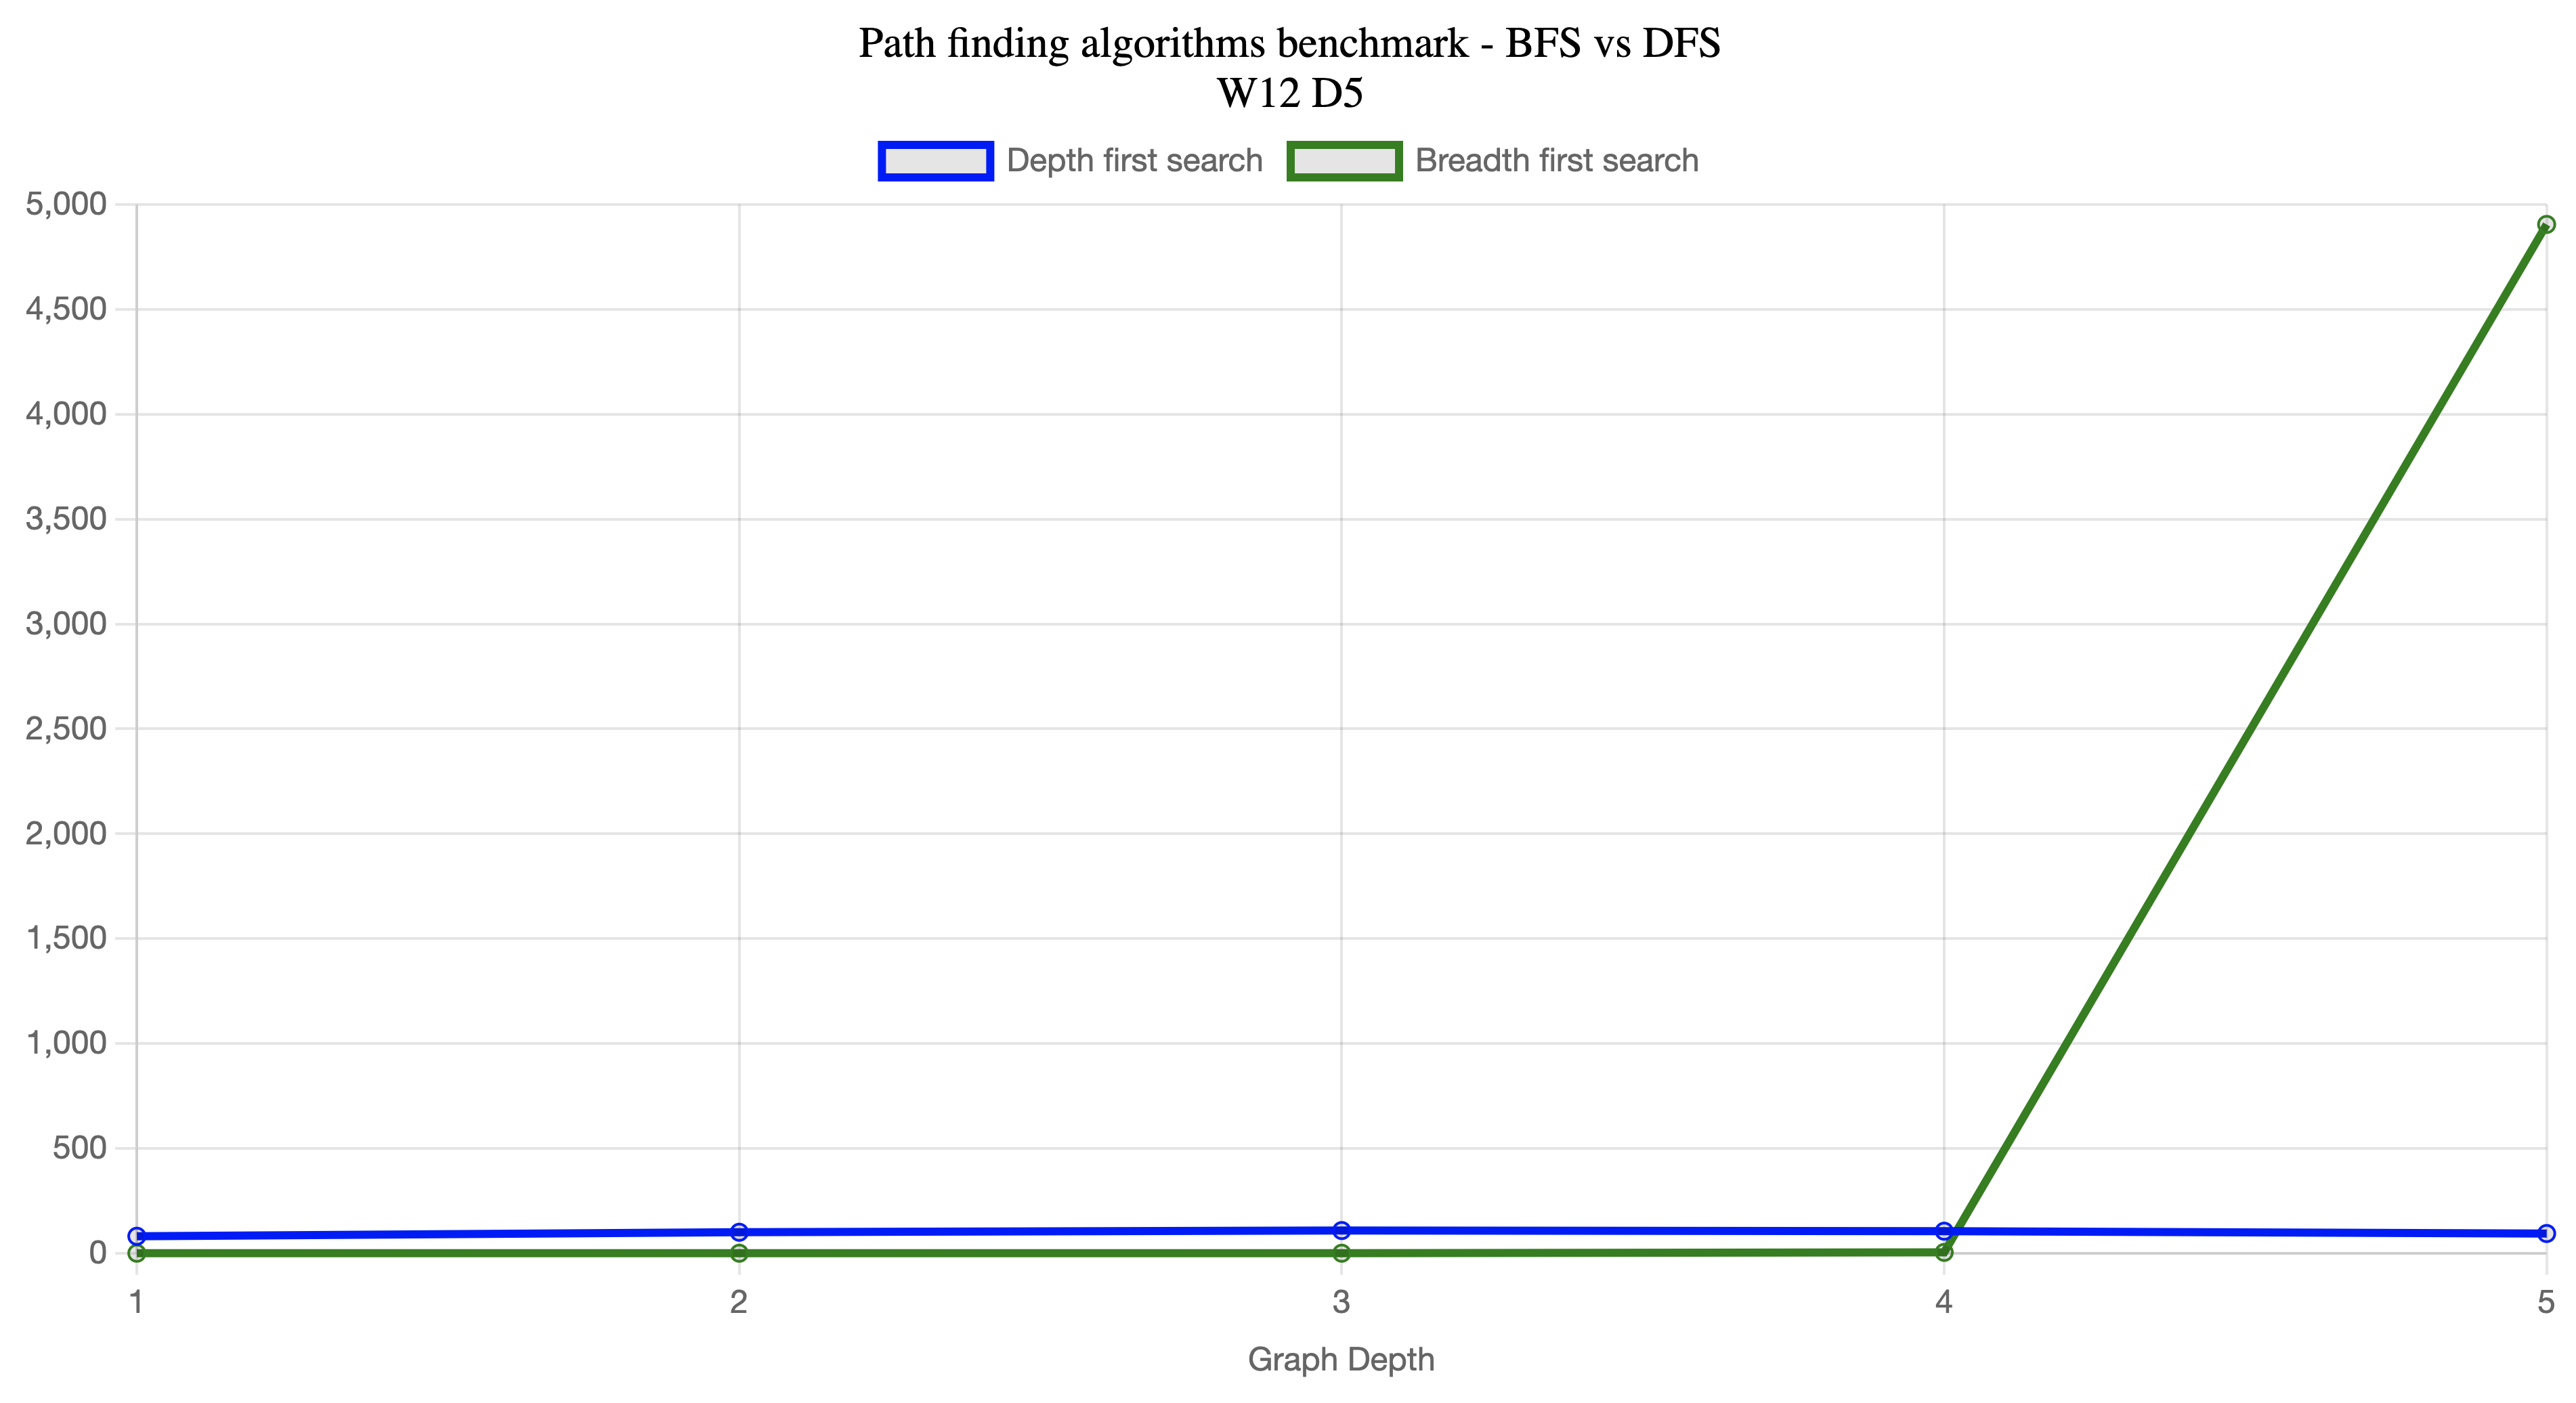 Path finding algorithms benchmark - BFS vs DFS
W12 D5
Depth first search Breadth first search
5,000
4,500
4,000
3,500
3,000
2,500
2,000
1,500
1,000
500
0
1 2 3 4 5
Graph Depth